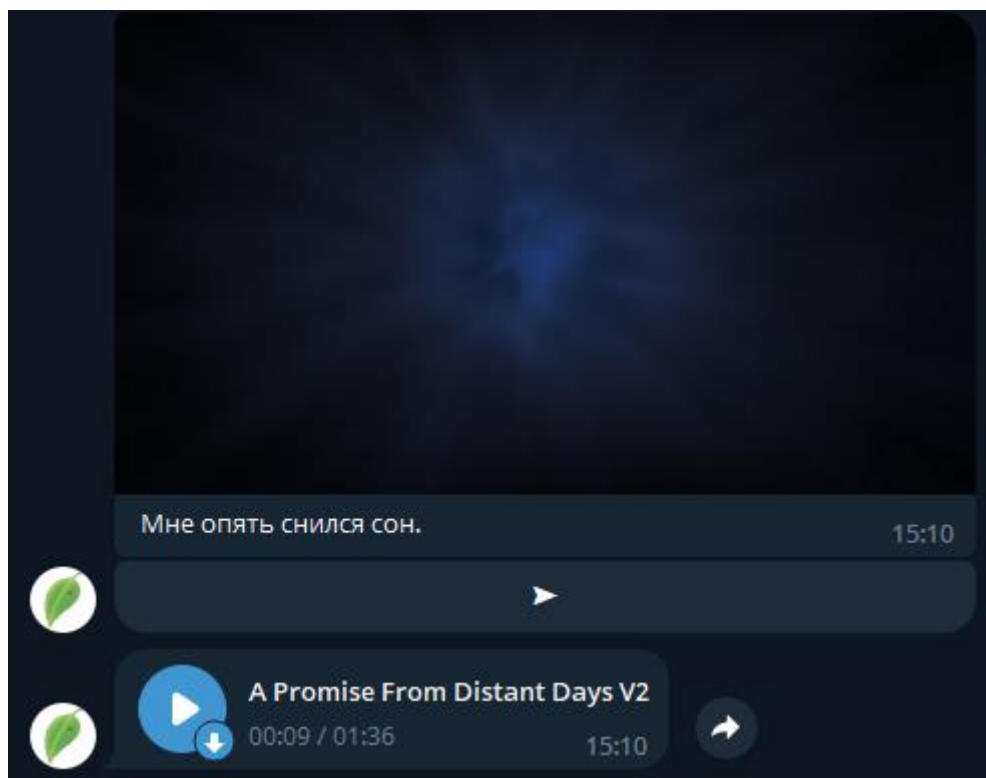 Мне опять снился сон.
15:10
A Promise From Distant Days V2
00:09 / 01:36
15:10